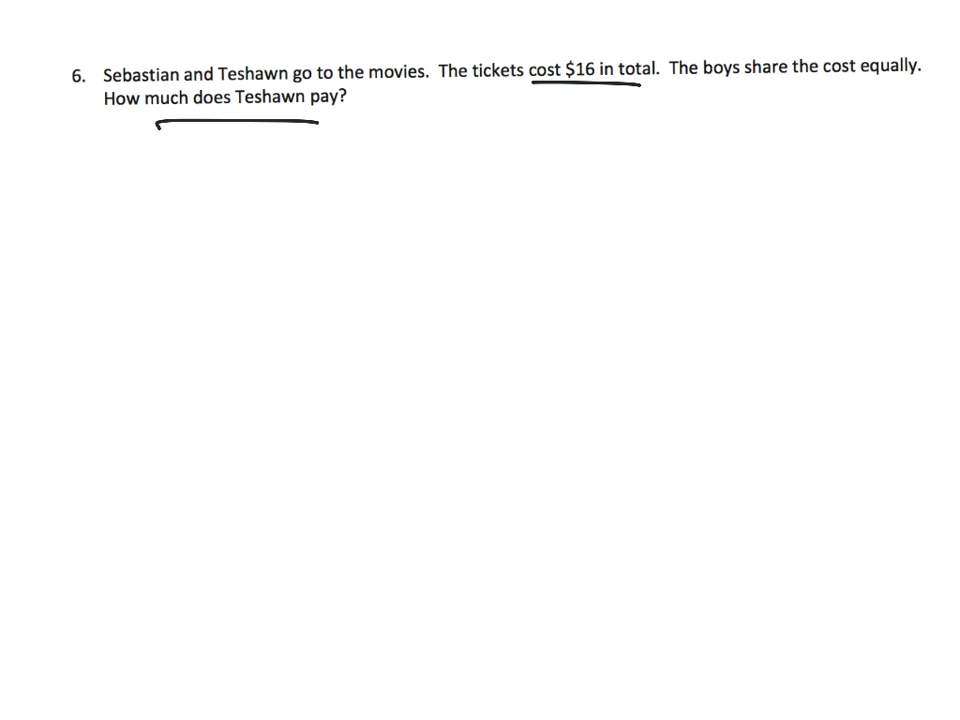 6. Sebastian and Teshawn go to the movies. The tickets cost $16 in total. The boys share the cost equally.
How much does Teshawn pay?